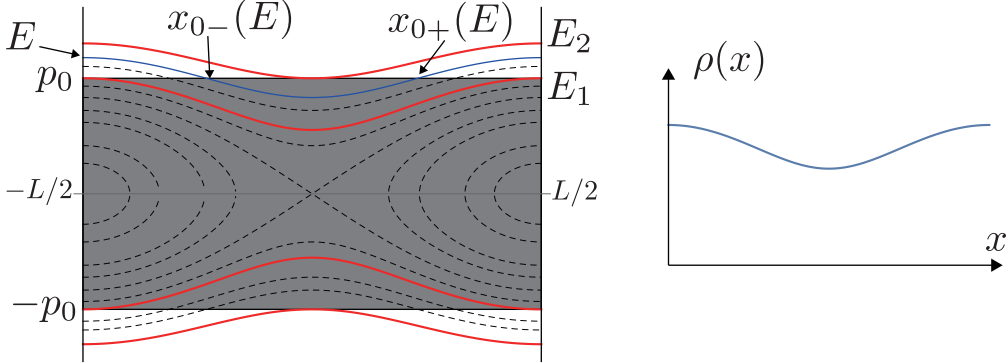 x₀₋(E)
x₀₊(E)
E
E₂
p₀
E₁
ρ(x)
-L/2
L/2
x
−p₀